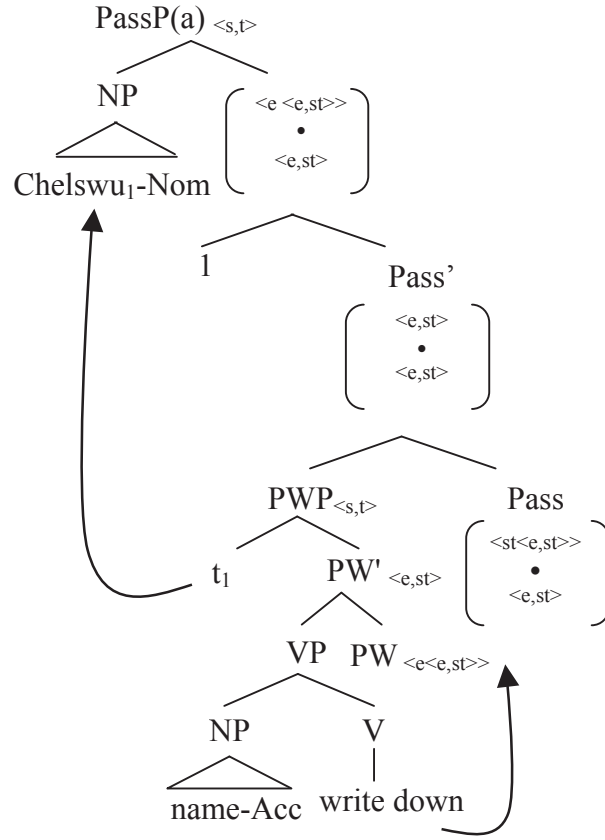 PassP(a) <s,t>
NP
<e <e,st>>
•
<e,st>
Chelswu₁-Nom
1
Pass’
<e,st>
•
<e,st>
PWP<s,t>
Pass
<st<e,st>>
•
<e,st>
t₁
PW' <e,st>
VP
PW <e<e,st>>
NP
V
name-Acc
write down